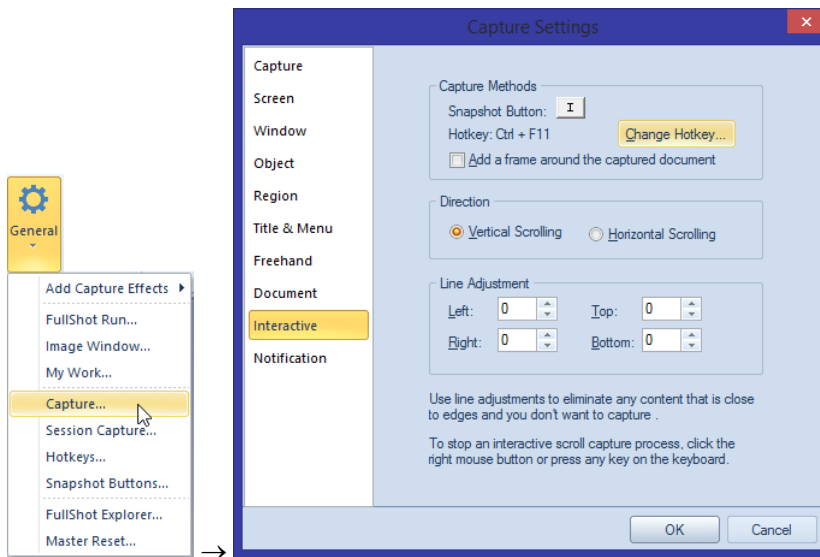 General
Add Capture Effects
FullShot Run...
Image Window...
My Work...
Capture...
Session Capture...
Hotkeys...
Snapshot Buttons...
FullShot Explorer...
Master Reset...
→
Capture Settings
Capture
Screen
Window
Object
Region
Title & Menu
Freehand
Document
Interactive
Notification
Capture Methods
Snapshot Button: I
Hotkey: Ctrl + F11 Change Hotkey...
Add a frame around the captured document
Direction
Vertical Scrolling Horizontal Scrolling
Line Adjustment
Left: 0 Top: 0
Right: 0 Bottom: 0
Use line adjustments to eliminate any content that is close
to edges and you don't want to capture .
To stop an interactive scroll capture process, click the
right mouse button or press any key on the keyboard.
OK Cancel